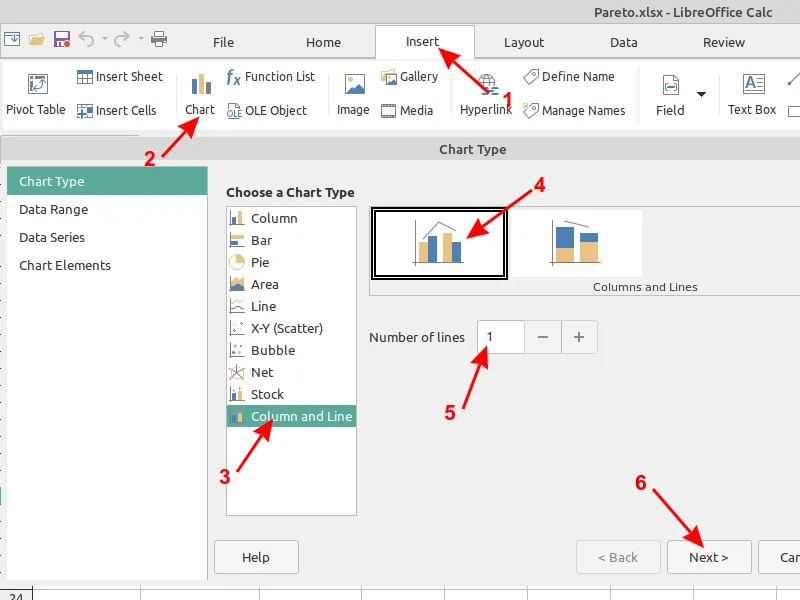 Pareto.xlsx - LibreOffice Calc
File Home Insert Layout Data Review
Insert Sheet Function List Gallery Define Name
Pivot Table Chart Image Hyperlink Field Text Box
Insert Cells OLE OLE Object Media Manage Names
1
2
Chart Type
Chart Type
Data Range
Data Series
Chart Elements
Choose a Chart Type
Column
Bar
Pie
Area
Line
X-Y (Scatter)
Bubble
Net
Stock
Column and Line
3
4
Columns and Lines
Number of lines 1 − +
5
6
Help < Back Next >
24